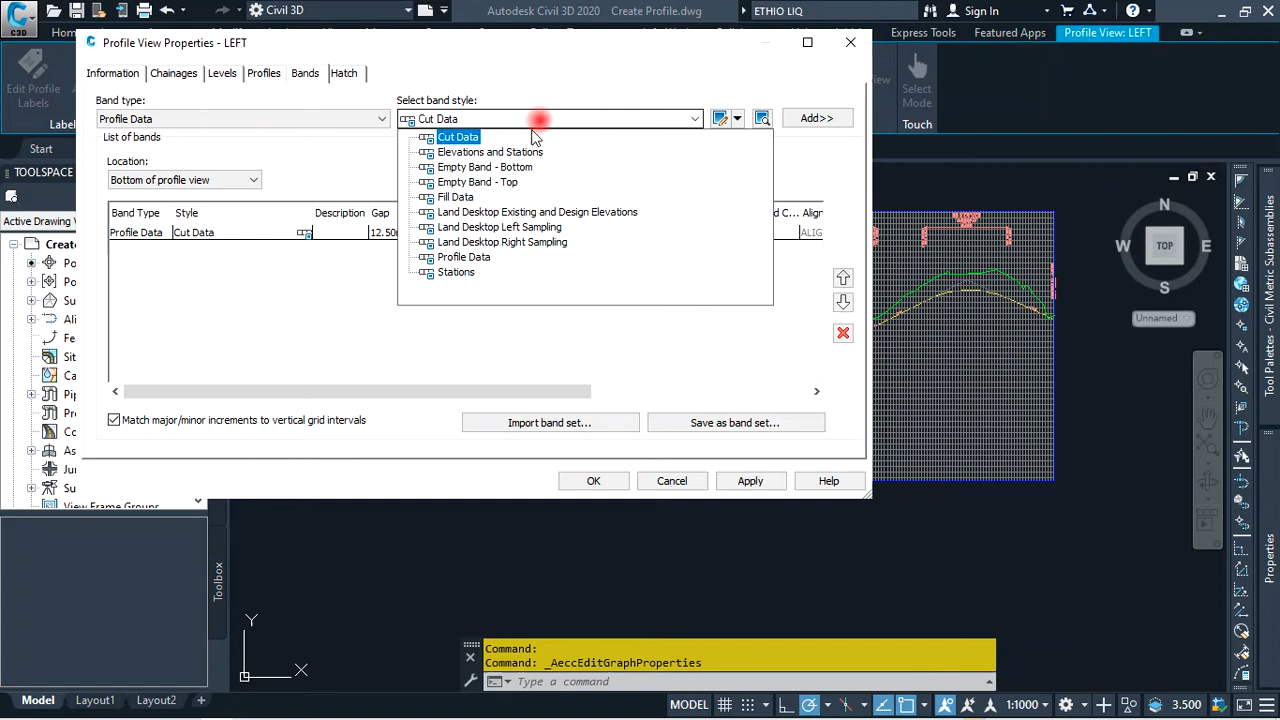 C3D
Civil 3D
Autodesk Civil 3D 2020 Create Profile.dwg
ETHIO LIQ
Sign In
Express Tools
Featured Apps
Profile View: LEFT
Profile View Properties - LEFT
Edit Profile
Labels
Select
Mode
Touch
Information
Chainages
Levels
Profiles
Bands
Hatch
Band type:
Select band style:
Profile Data
Cut Data
Add>>
List of bands
Location:
Bottom of profile view
Cut Data
Elevations and Stations
Empty Band - Bottom
Empty Band - Top
Fill Data
Land Desktop Existing and Design Elevations
Land Desktop Left Sampling
Land Desktop Right Sampling
Profile Data
Stations
Band Type
Style
Description
Gap
Profile Data
Cut Data
Match major/minor increments to vertical grid intervals
Import band set...
Save as band set...
OK
Cancel
Apply
Help
Start
TOOLSPACE
View Frame Groups
Toolbox
N
W
TOP
E
S
Unnamed
Tool Palettes - Civil Metric Subassemblies
Properties
Y
X
Command:
Command: _AeccEditGraphProperties
Type a command
Model
Layout1
Layout2
+
MODEL
1:1000
3.500